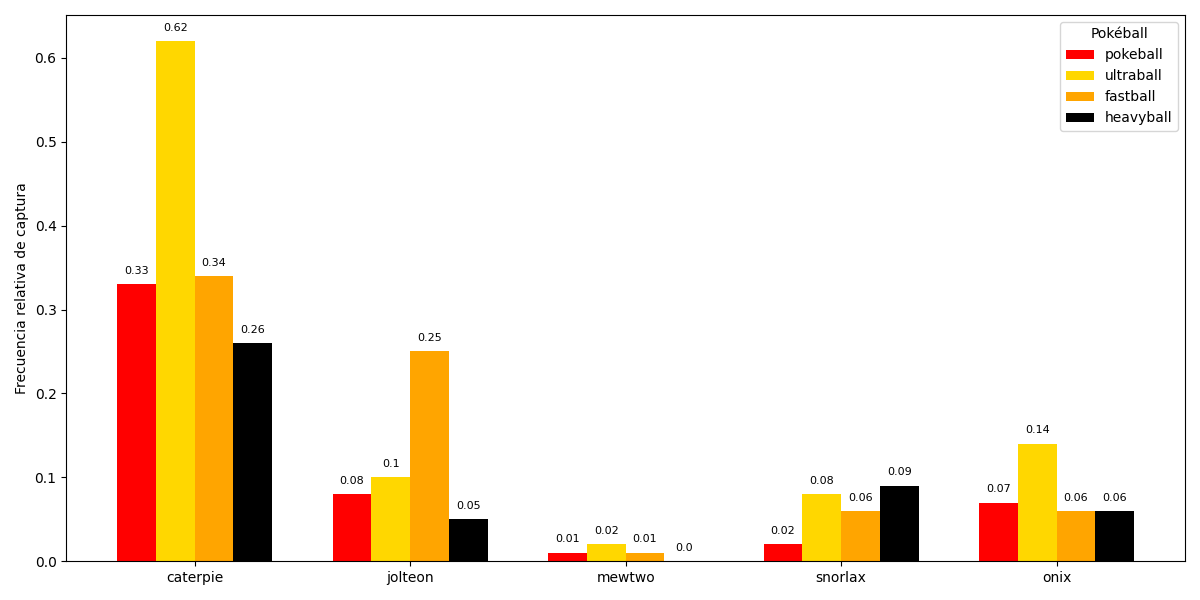 Pokéball
pokeball
ultraball
fastball
heavyball
Frecuencia relativa de captura
0.6
0.5
0.4
0.3
0.2
0.1
0.0
0.33
0.62
0.34
0.26
0.08
0.1
0.25
0.05
0.01
0.02
0.01
0.0
0.02
0.08
0.06
0.09
0.07
0.14
0.06
0.06
caterpie
jolteon
mewtwo
snorlax
onix